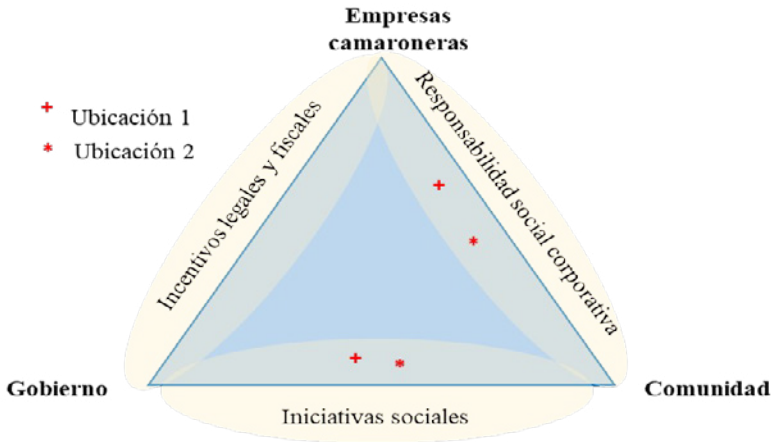 Empresas
camaroneras
+ Ubicación 1
* Ubicación 2
Incentivos legales y fiscales
Responsabilidad social corporativa
Gobierno
Comunidad
Iniciativas sociales